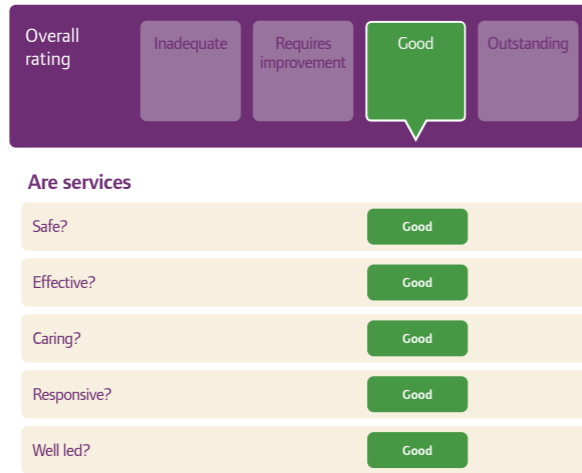 Overall
rating
Inadequate
Requires
improvement
Good
Outstanding
Are services
Safe? Good
Effective? Good
Caring? Good
Responsive? Good
Well led? Good